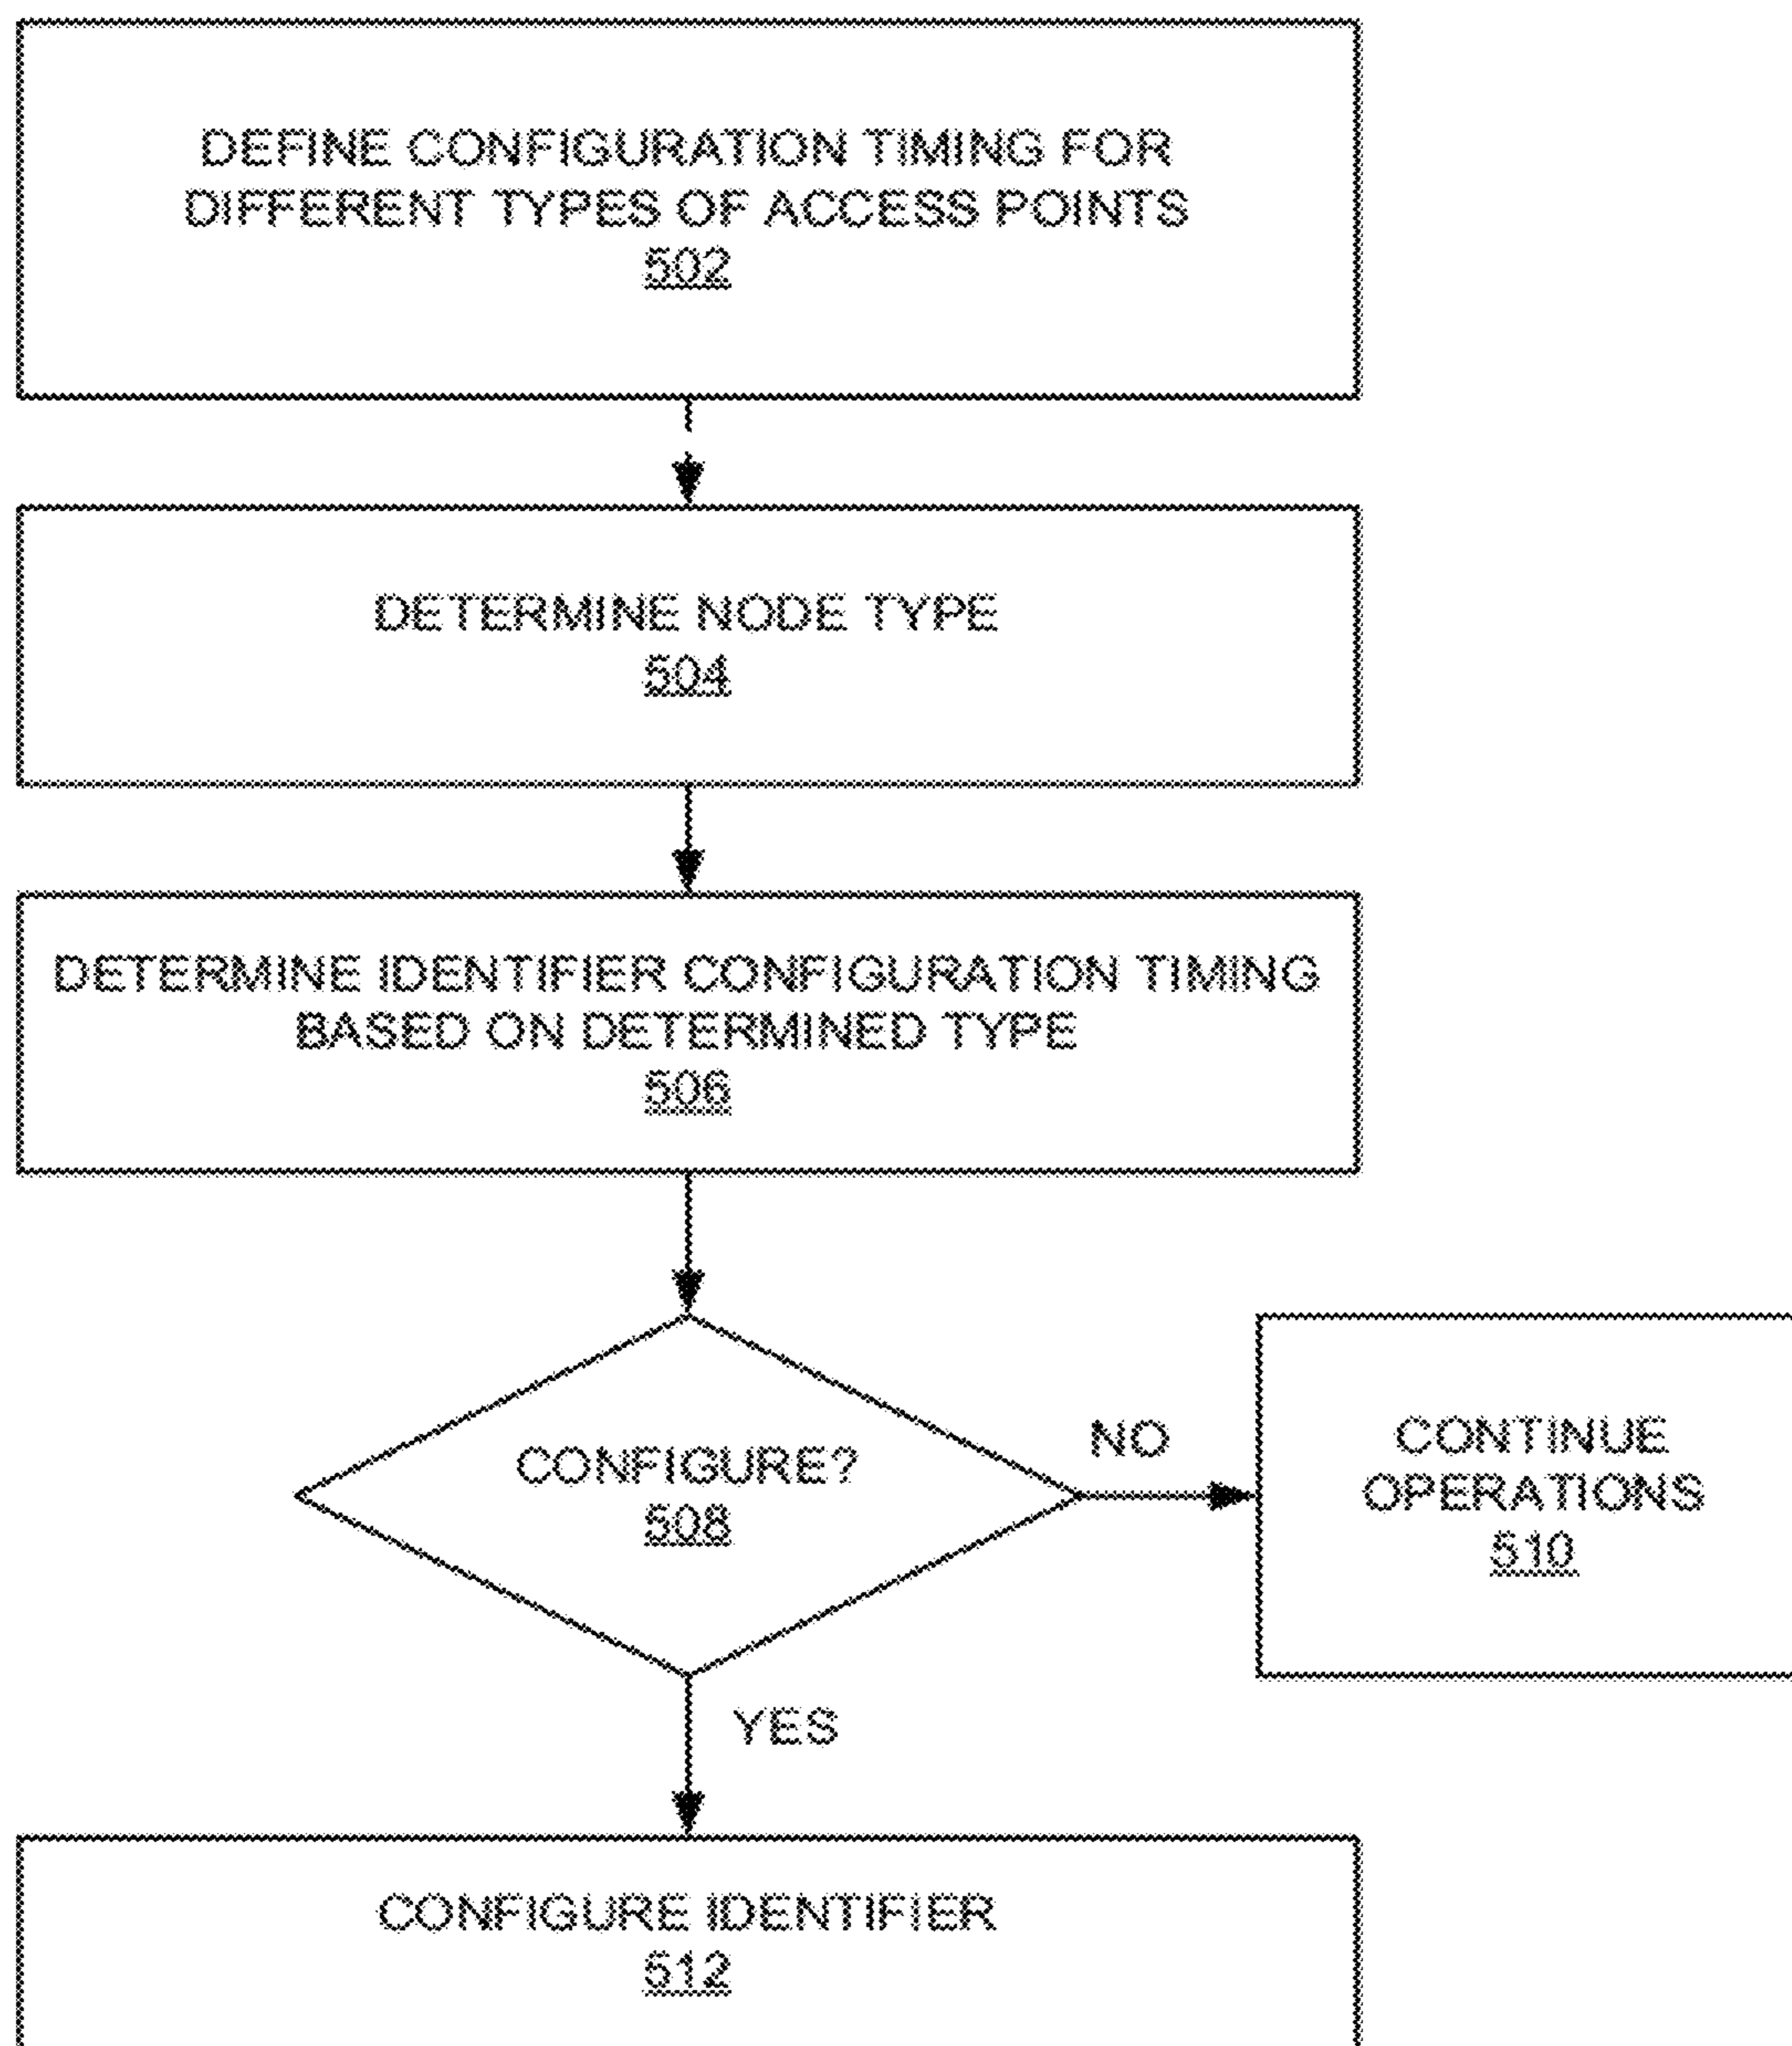 DEFINE CONFIGURATION TIMING FOR
DIFFERENT TYPES OF ACCESS POINTS
502
DETERMINE NODE TYPE
504
DETERMINE IDENTIFIER CONFIGURATION TIMING
BASED ON DETERMINED TYPE
506
CONFIGURE?
508
NO
CONTINUE
OPERATIONS
510
YES
CONFIGURE IDENTIFIER
512